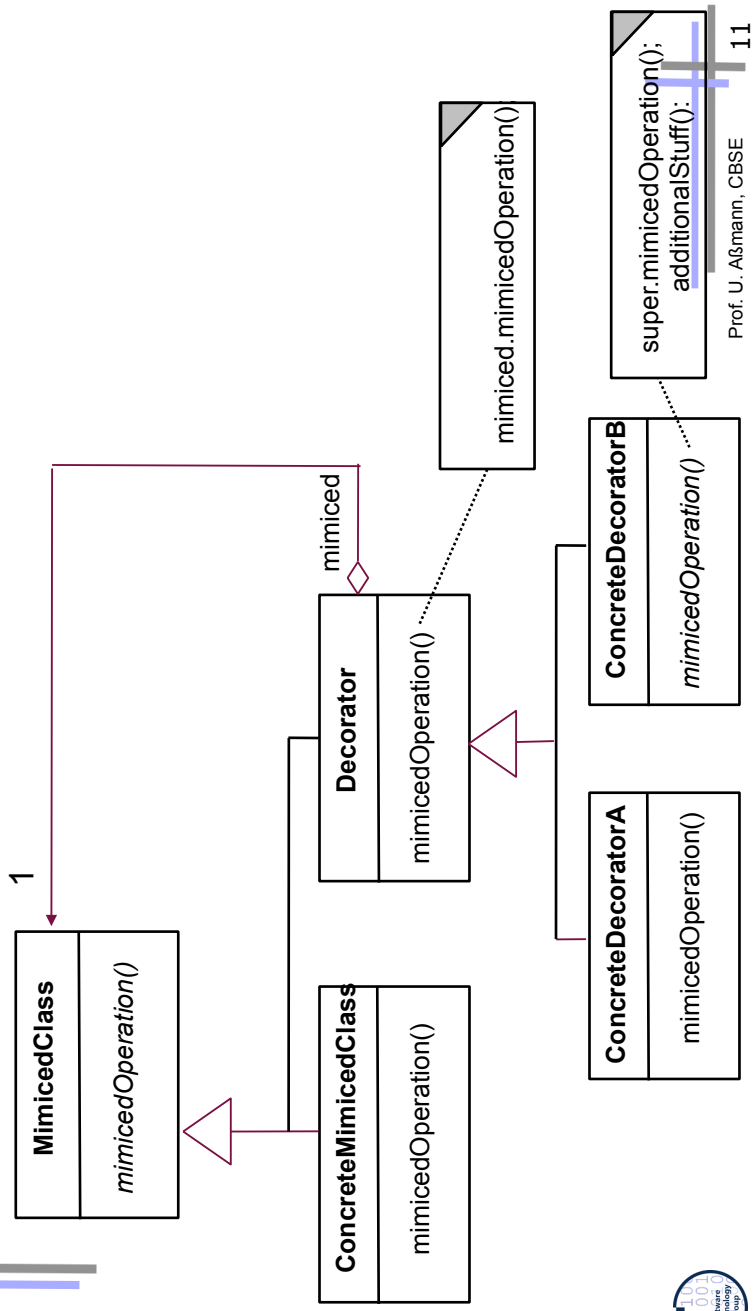 MimicedClass
1
mimicedOperation()
mimiced
ConcreteMimicedClass
Decorator
mimicedOperation()
mimicedOperation()
mimiced.mimicedOperation();
ConcreteDecoratorA
ConcreteDecoratorB
mimicedOperation()
mimicedOperation()
super.mimicedOperation();
additionalStuff():
Prof. U. Aßmann, CBSE
11